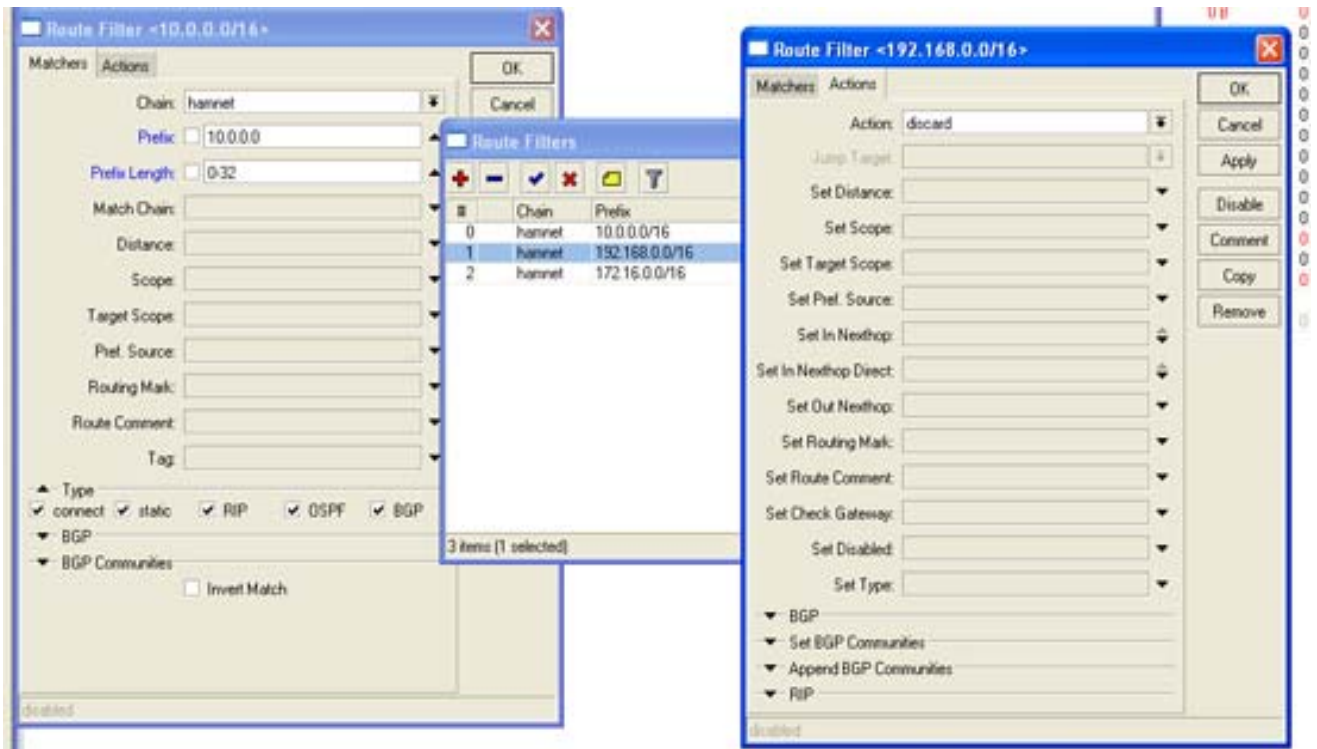 Route Filter <10.0.0.0/16>
Matchers Actions
Chain: hamnet
Prefix: 10.0.0.0
Prefix Length: 0-32
Match Chain:
Distance:
Scope:
Target Scope:
Pref. Source:
Routing Mark:
Route Comment:
Tag:
Type
connect static RIP OSPF BGP
BGP
BGP Communities
Invert Match
disabled
OK
Cancel
Route Filters
# Chain Prefix
0 hamnet 10.0.0.0/16
1 hamnet 192.168.0.0/16
2 hamnet 172.16.0.0/16
3 items (1 selected)
Route Filter <192.168.0.0/16>
Matchers Actions
Action: discard
Jump Target:
Set Distance:
Set Scope:
Set Target Scope:
Set Pref. Source:
Set In Nexthop:
Set In Nexthop Direct:
Set Out Nexthop:
Set Routing Mark:
Set Route Comment:
Set Check Gateway:
Set Disabled:
Set Type:
BGP
Set BGP Communities
Append BGP Communities
RIP
disabled
OK
Cancel
Apply
Disable
Comment
Copy
Remove